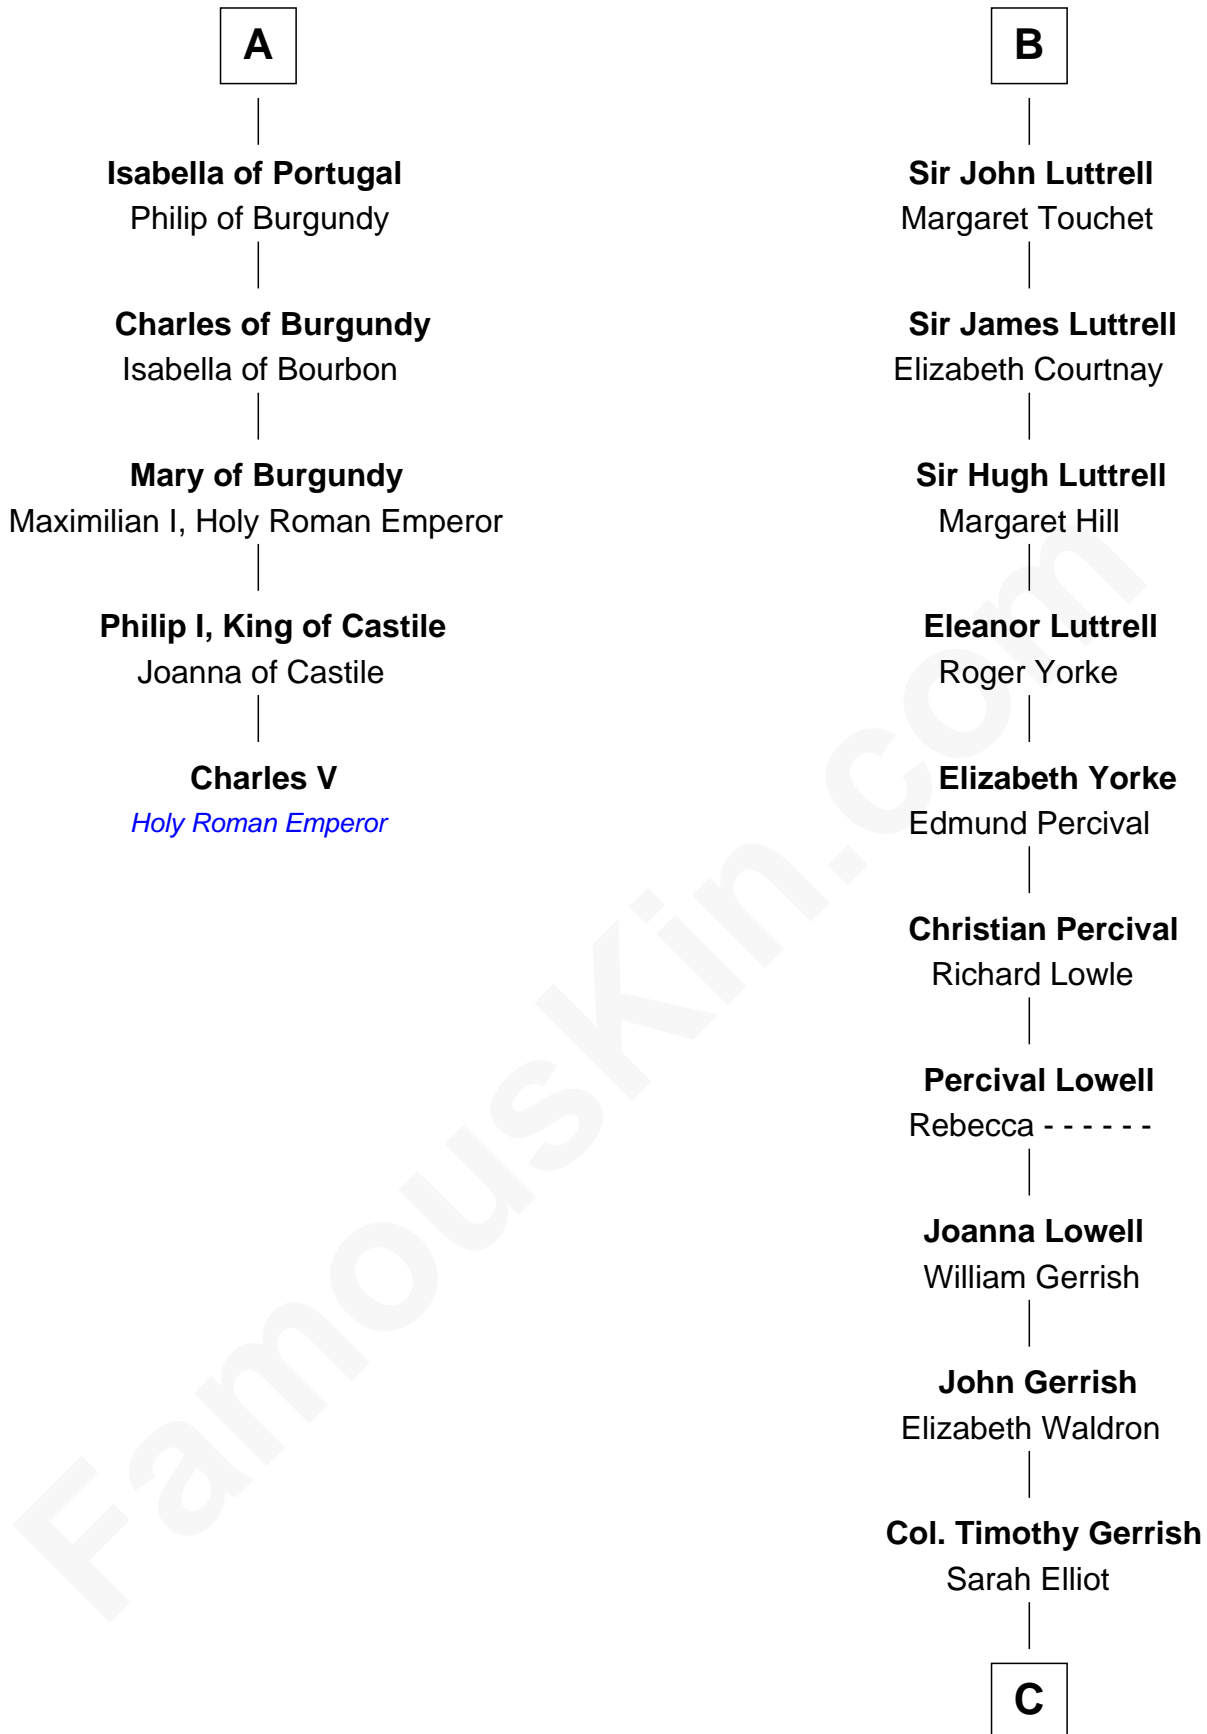 A
Isabella of Portugal
Philip of Burgundy
Charles of Burgundy
Isabella of Bourbon
Mary of Burgundy
Maximilian I, Holy Roman Emperor
Philip I, King of Castile
Joanna of Castile
Charles V
Holy Roman Emperor
B
Sir John Luttrell
Margaret Touchet
Sir James Luttrell
Elizabeth Courtnay
Sir Hugh Luttrell
Margaret Hill
Eleanor Luttrell
Roger Yorke
Elizabeth Yorke
Edmund Percival
Christian Percival
Richard Lowle
Percival Lowell
Rebecca - - - - - -
Joanna Lowell
William Gerrish
John Gerrish
Elizabeth Waldron
Col. Timothy Gerrish
Sarah Elliot
C
FamousKin.com